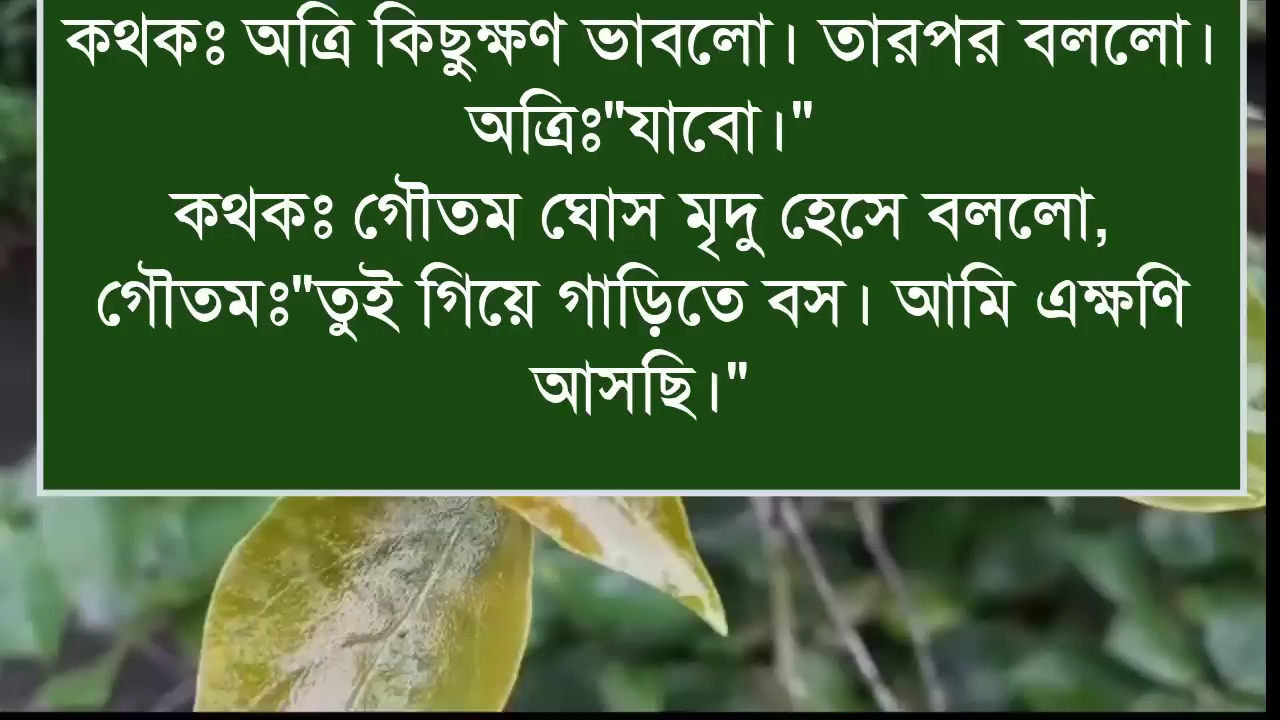 কথকঃ অত্রি কিছুক্ষণ ভাবলো। তারপর বললো।
অত্রিঃ"যাবো।"
কথকঃ গৌতম ঘোস মৃদু হেসে বললো,
গৌতমঃ"তুই গিয়ে গাড়িতে বস। আমি এক্ষণি
আসছি।"